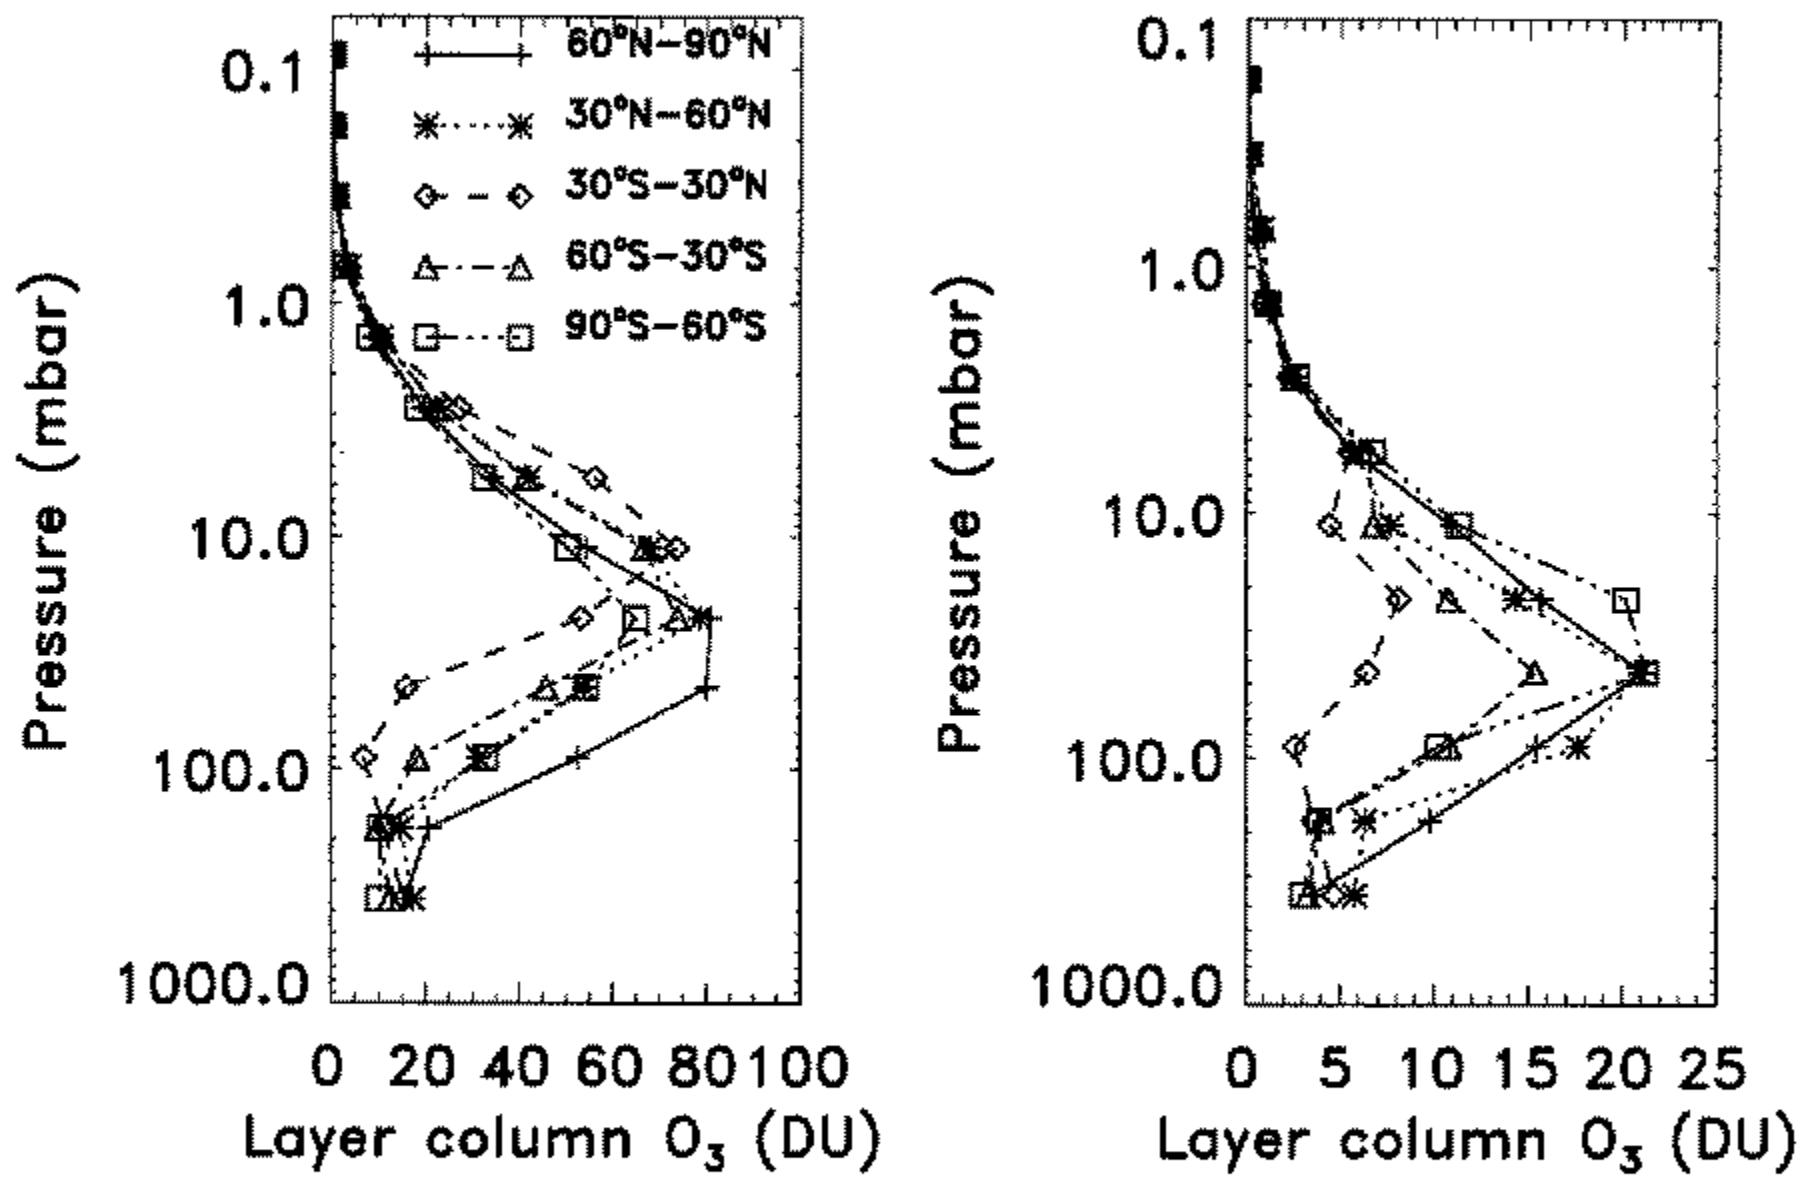 Pressure (mbar)
0.1
1.0
10.0
100.0
1000.0
60°N-90°N
30°N-60°N
30°S-30°N
60°S-30°S
90°S-60°S
0 20 40 60 80 100
Layer column O₃ (DU)
Pressure (mbar)
0.1
1.0
10.0
100.0
1000.0
0 5 10 15 20 25
Layer column O₃ (DU)